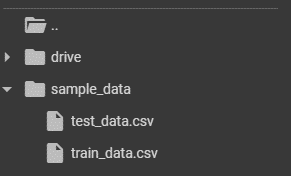 ..
drive
sample_data
test_data.csv
train_data.csv